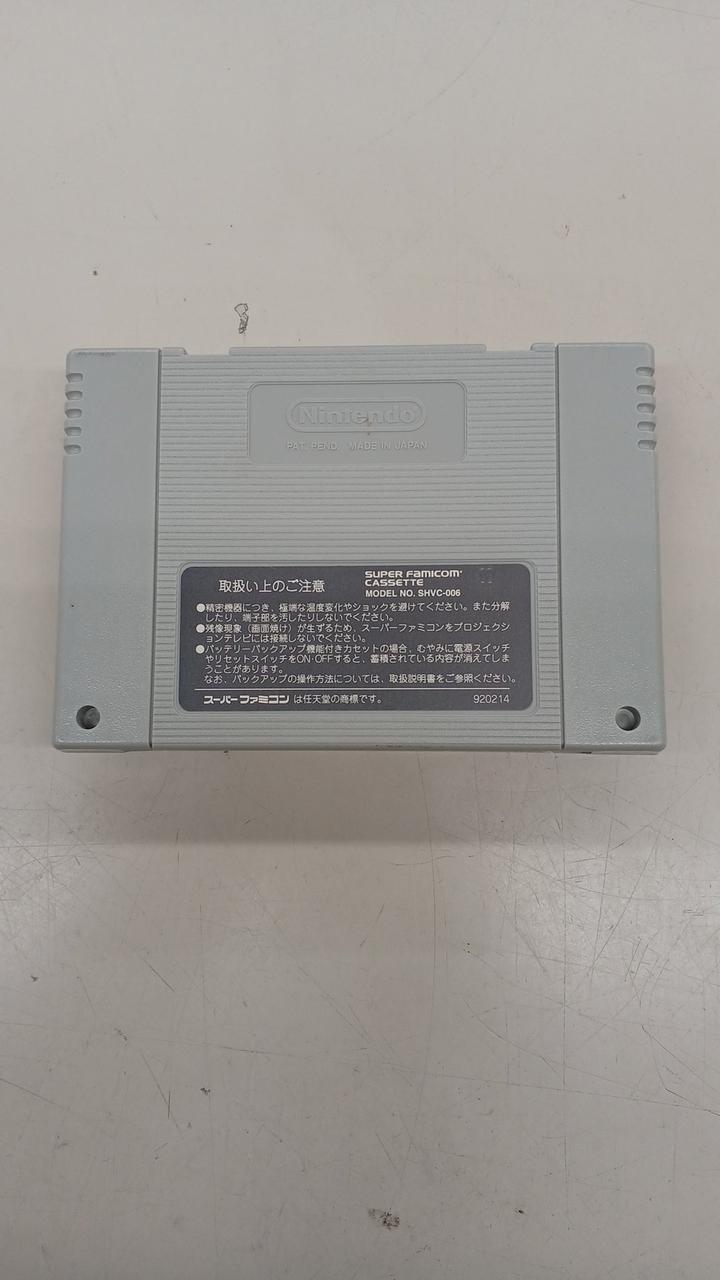 Nintendo
PAT. PEND. MADE IN JAPAN
取扱い上のご注意
SUPER FAMICOM
CASSETTE
MODEL NO. SHVC-006
●精密機器につき、極端な温度変化やショックを避けてください。また分解
したり、端子部を汚したりしないでください。
●残像現象(画面焼け)が生ずるため、スーパーファミコンをプロジェクシ
ョンテレビには接続しないでください。
●バッテリーバックアップ機能付きカセットの場合、むやみに電源スイッチ
やリセットスイッチをON・OFFすると、蓄積されている内容が消えてしま
うことがあります。
なお、バックアップの操作方法については、取扱説明書をご参照ください。
スーパーファミコン は任天堂の商標です。 920214